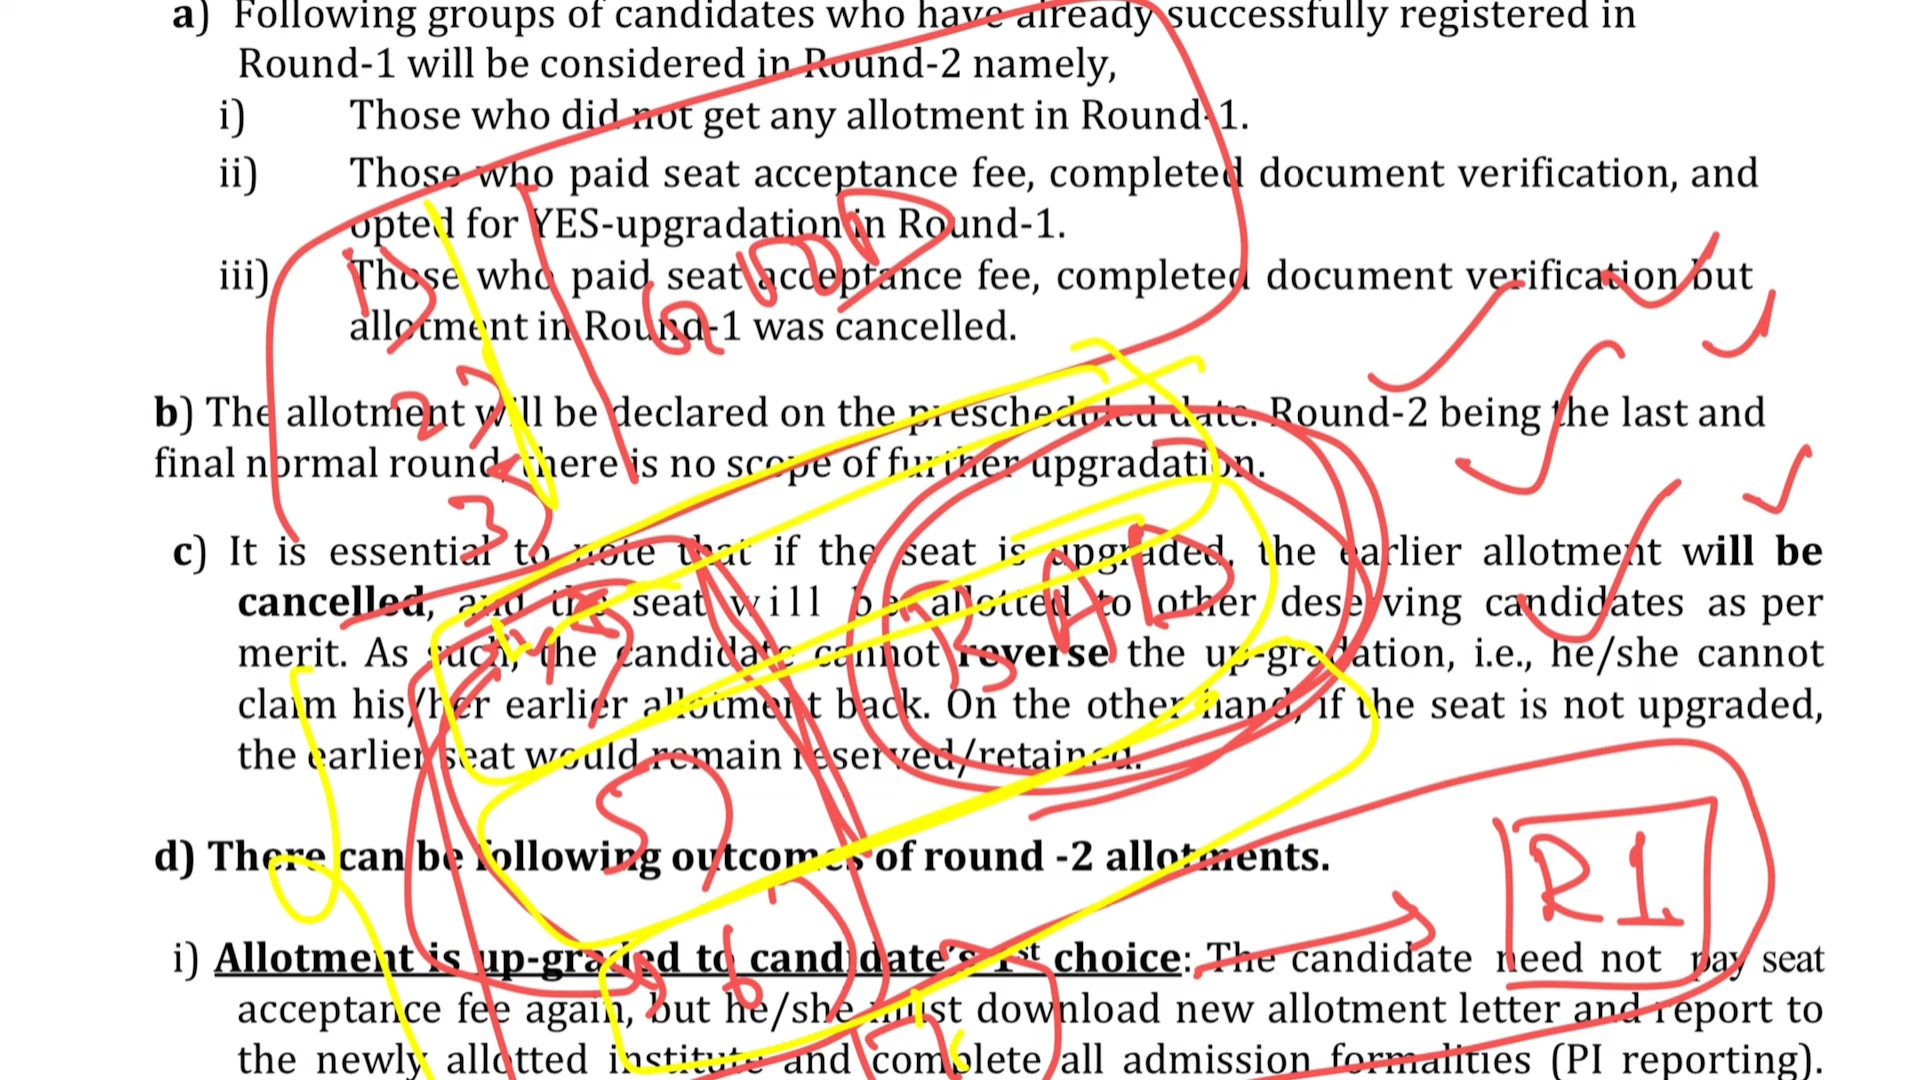 a) Following groups of candidates who have already successfully registered in
Round-1 will be considered in Round-2 namely,
i) Those who did not get any allotment in Round-1.
ii) Those who paid seat acceptance fee, completed document verification, and
opted for YES-upgradation in Round-1.
iii) Those who paid seat acceptance fee, completed document verification but
allotment in Round-1 was cancelled.
1)
GOOD
2)
b) The allotment will be declared on the prescheduled date. Round-2 being the last and
final normal round, there is no scope of further upgradation.
3)
c) It is essential to note that if the seat is upgraded, the earlier allotment will be
cancelled, and the seat will be allotted to other deserving candidates as per
merit. As such, the candidate cannot reverse the up-gradation, i.e., he/she cannot
claim his/her earlier allotment back. On the other hand, if the seat is not upgraded,
the earlier seat would remain reserved/retained.
BAD
4)
5)
d) There can be following outcomes of round -2 allotments.
R1
i) Allotment is up-graded to candidate's 1st choice: The candidate need not pay seat
acceptance fee again, but he/she must download new allotment letter and report to
the newly allotted institute and complete all admission formalities (PI reporting).
6)
7)